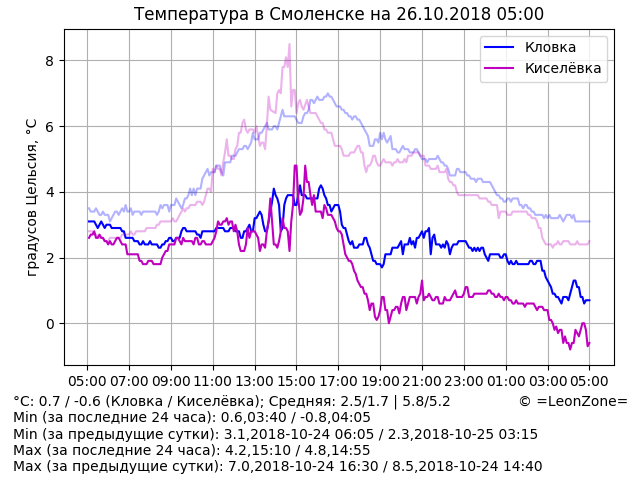 Температура в Смоленске на 26.10.2018 05:00
Кловка
Киселёвка
градусов Цельсия, °C
8
6
4
2
0
05:00 07:00 09:00 11:00 13:00 15:00 17:00 19:00 21:00 23:00 01:00 03:00 05:00
°C: 0.7 / -0.6 (Кловка / Киселёвка); Средняя: 2.5/1.7 | 5.8/5.2 © =LeonZone=
Min (за последние 24 часа): 0.6,03:40 / -0.8,04:05
Min (за предыдущие сутки): 3.1,2018-10-24 06:05 / 2.3,2018-10-25 03:15
Max (за последние 24 часа): 4.2,15:10 / 4.8,14:55
Max (за предыдущие сутки): 7.0,2018-10-24 16:30 / 8.5,2018-10-24 14:40